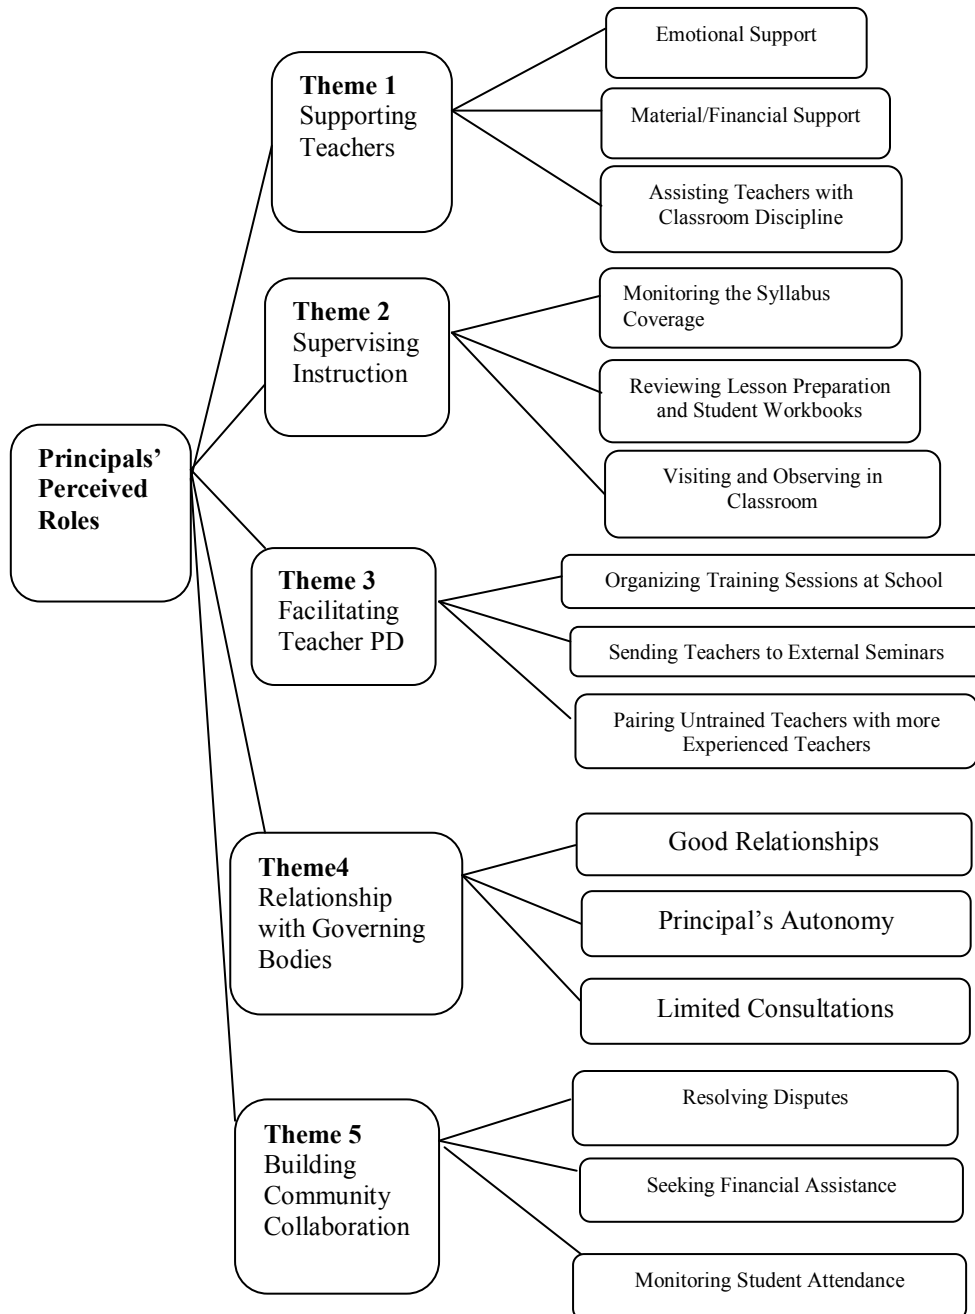 Principals’
Perceived
Roles
Theme 1
Supporting
Teachers
Emotional Support
Material/Financial Support
Assisting Teachers with
Classroom Discipline
Theme 2
Supervising
Instruction
Monitoring the Syllabus
Coverage
Reviewing Lesson Preparation
and Student Workbooks
Visiting and Observing in
Classroom
Theme 3
Facilitating
Teacher PD
Organizing Training Sessions at School
Sending Teachers to External Seminars
Pairing Untrained Teachers with more
Experienced Teachers
Theme4
Relationship
with Governing
Bodies
Good Relationships
Principal’s Autonomy
Limited Consultations
Theme 5
Building
Community
Collaboration
Resolving Disputes
Seeking Financial Assistance
Monitoring Student Attendance